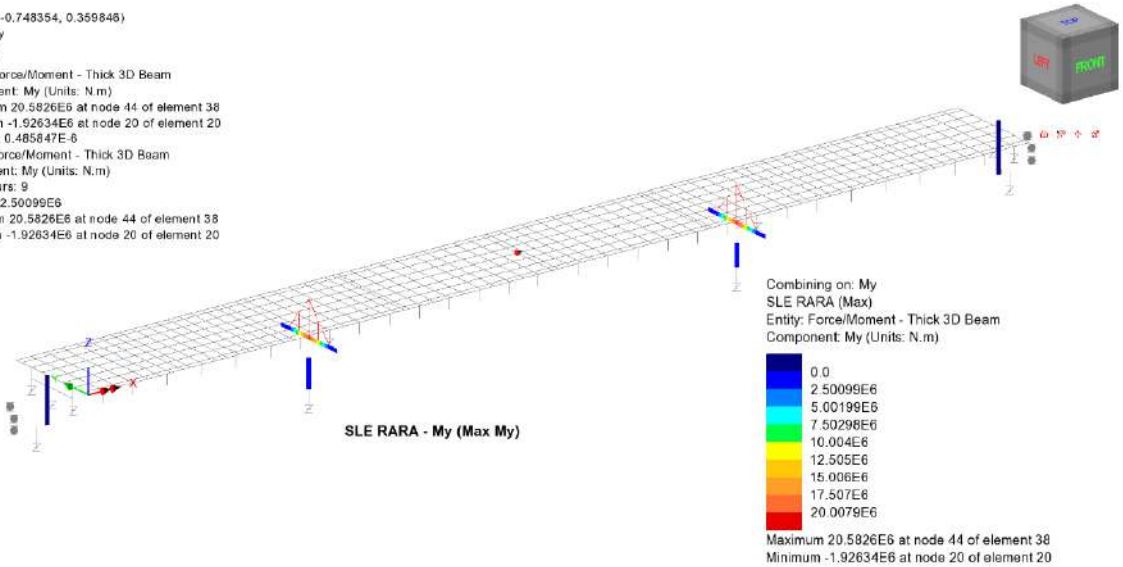 -0.748354, 0.359846)
y
orce/Moment - Thick 3D Beam
ent: My (Units: N.m)
m 20.5826E6 at node 44 of element 38
n -1.92634E6 at node 20 of element 20
: 0.485847E-6
orce/Moment - Thick 3D Beam
ent: My (Units: N.m)
urs: 9
2.50099E6
m 20.5826E6 at node 44 of element 38
n -1.92634E6 at node 20 of element 20
TOP
LEFT
FRONT
Z
X
Y
Z
Z
Z
Z
Z
Z
Z
SLE RARA - My (Max My)
Combining on: My
SLE RARA (Max)
Entity: Force/Moment - Thick 3D Beam
Component: My (Units: N.m)
0.0
2.50099E6
5.00199E6
7.50298E6
10.004E6
12.505E6
15.006E6
17.507E6
20.0079E6
Maximum 20.5826E6 at node 44 of element 38
Minimum -1.92634E6 at node 20 of element 20